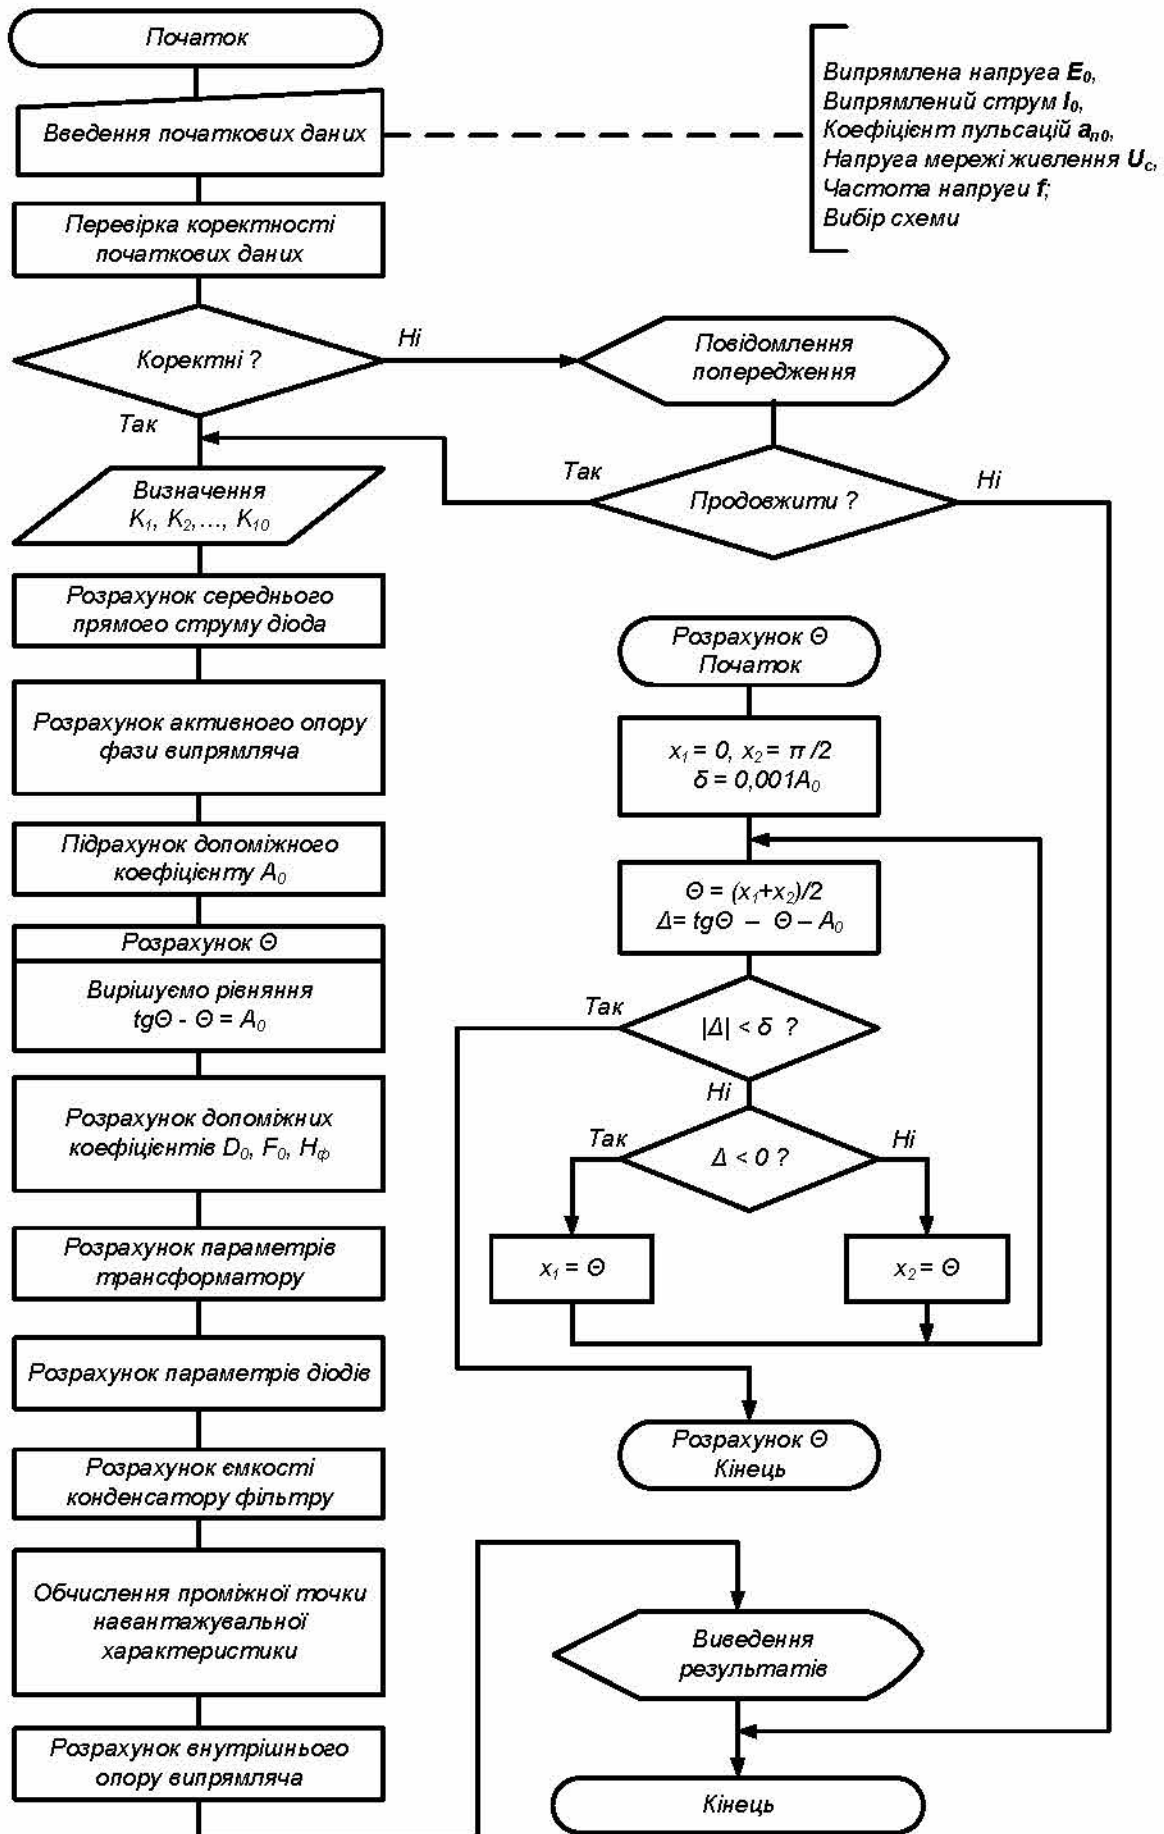 Початок
Введення початкових даних
Випрямлена напруга E₀,
Випрямлений струм I₀,
Коефіцієнт пульсацій aₙ₀,
Напруга мережі живлення U꜀,
Частота напруги f;
Вибір схеми
Перевірка коректності
початкових даних
Коректні ?
Ні
Так
Повідомлення
попередження
Продовжити ?
Так
Ні
Визначення
K₁, K₂,..., K₁₀
Розрахунок середнього
прямого струму діода
Розрахунок активного опору
фази випрямляча
Підрахунок допоміжного
коефіцієнту A₀
Розрахунок Θ
Вирішуємо рівняння
tgΘ - Θ = A₀
Розрахунок допоміжних
коефіцієнтів D₀, F₀, H_ф
Розрахунок параметрів
трансформатору
Розрахунок параметрів діодів
Розрахунок ємкості
конденсатору фільтру
Обчислення проміжної точки
навантажувальної
характеристики
Розрахунок внутрішнього
опору випрямляча
Розрахунок Θ
Початок
x₁ = 0, x₂ = π /2
δ = 0,001A₀
Θ = (x₁+x₂)/2
Δ= tgΘ – Θ – A₀
|Δ| < δ ?
Так
Ні
Δ < 0 ?
Так
Ні
x₁ = Θ
x₂ = Θ
Розрахунок Θ
Кінець
Виведення
результатів
Кінець